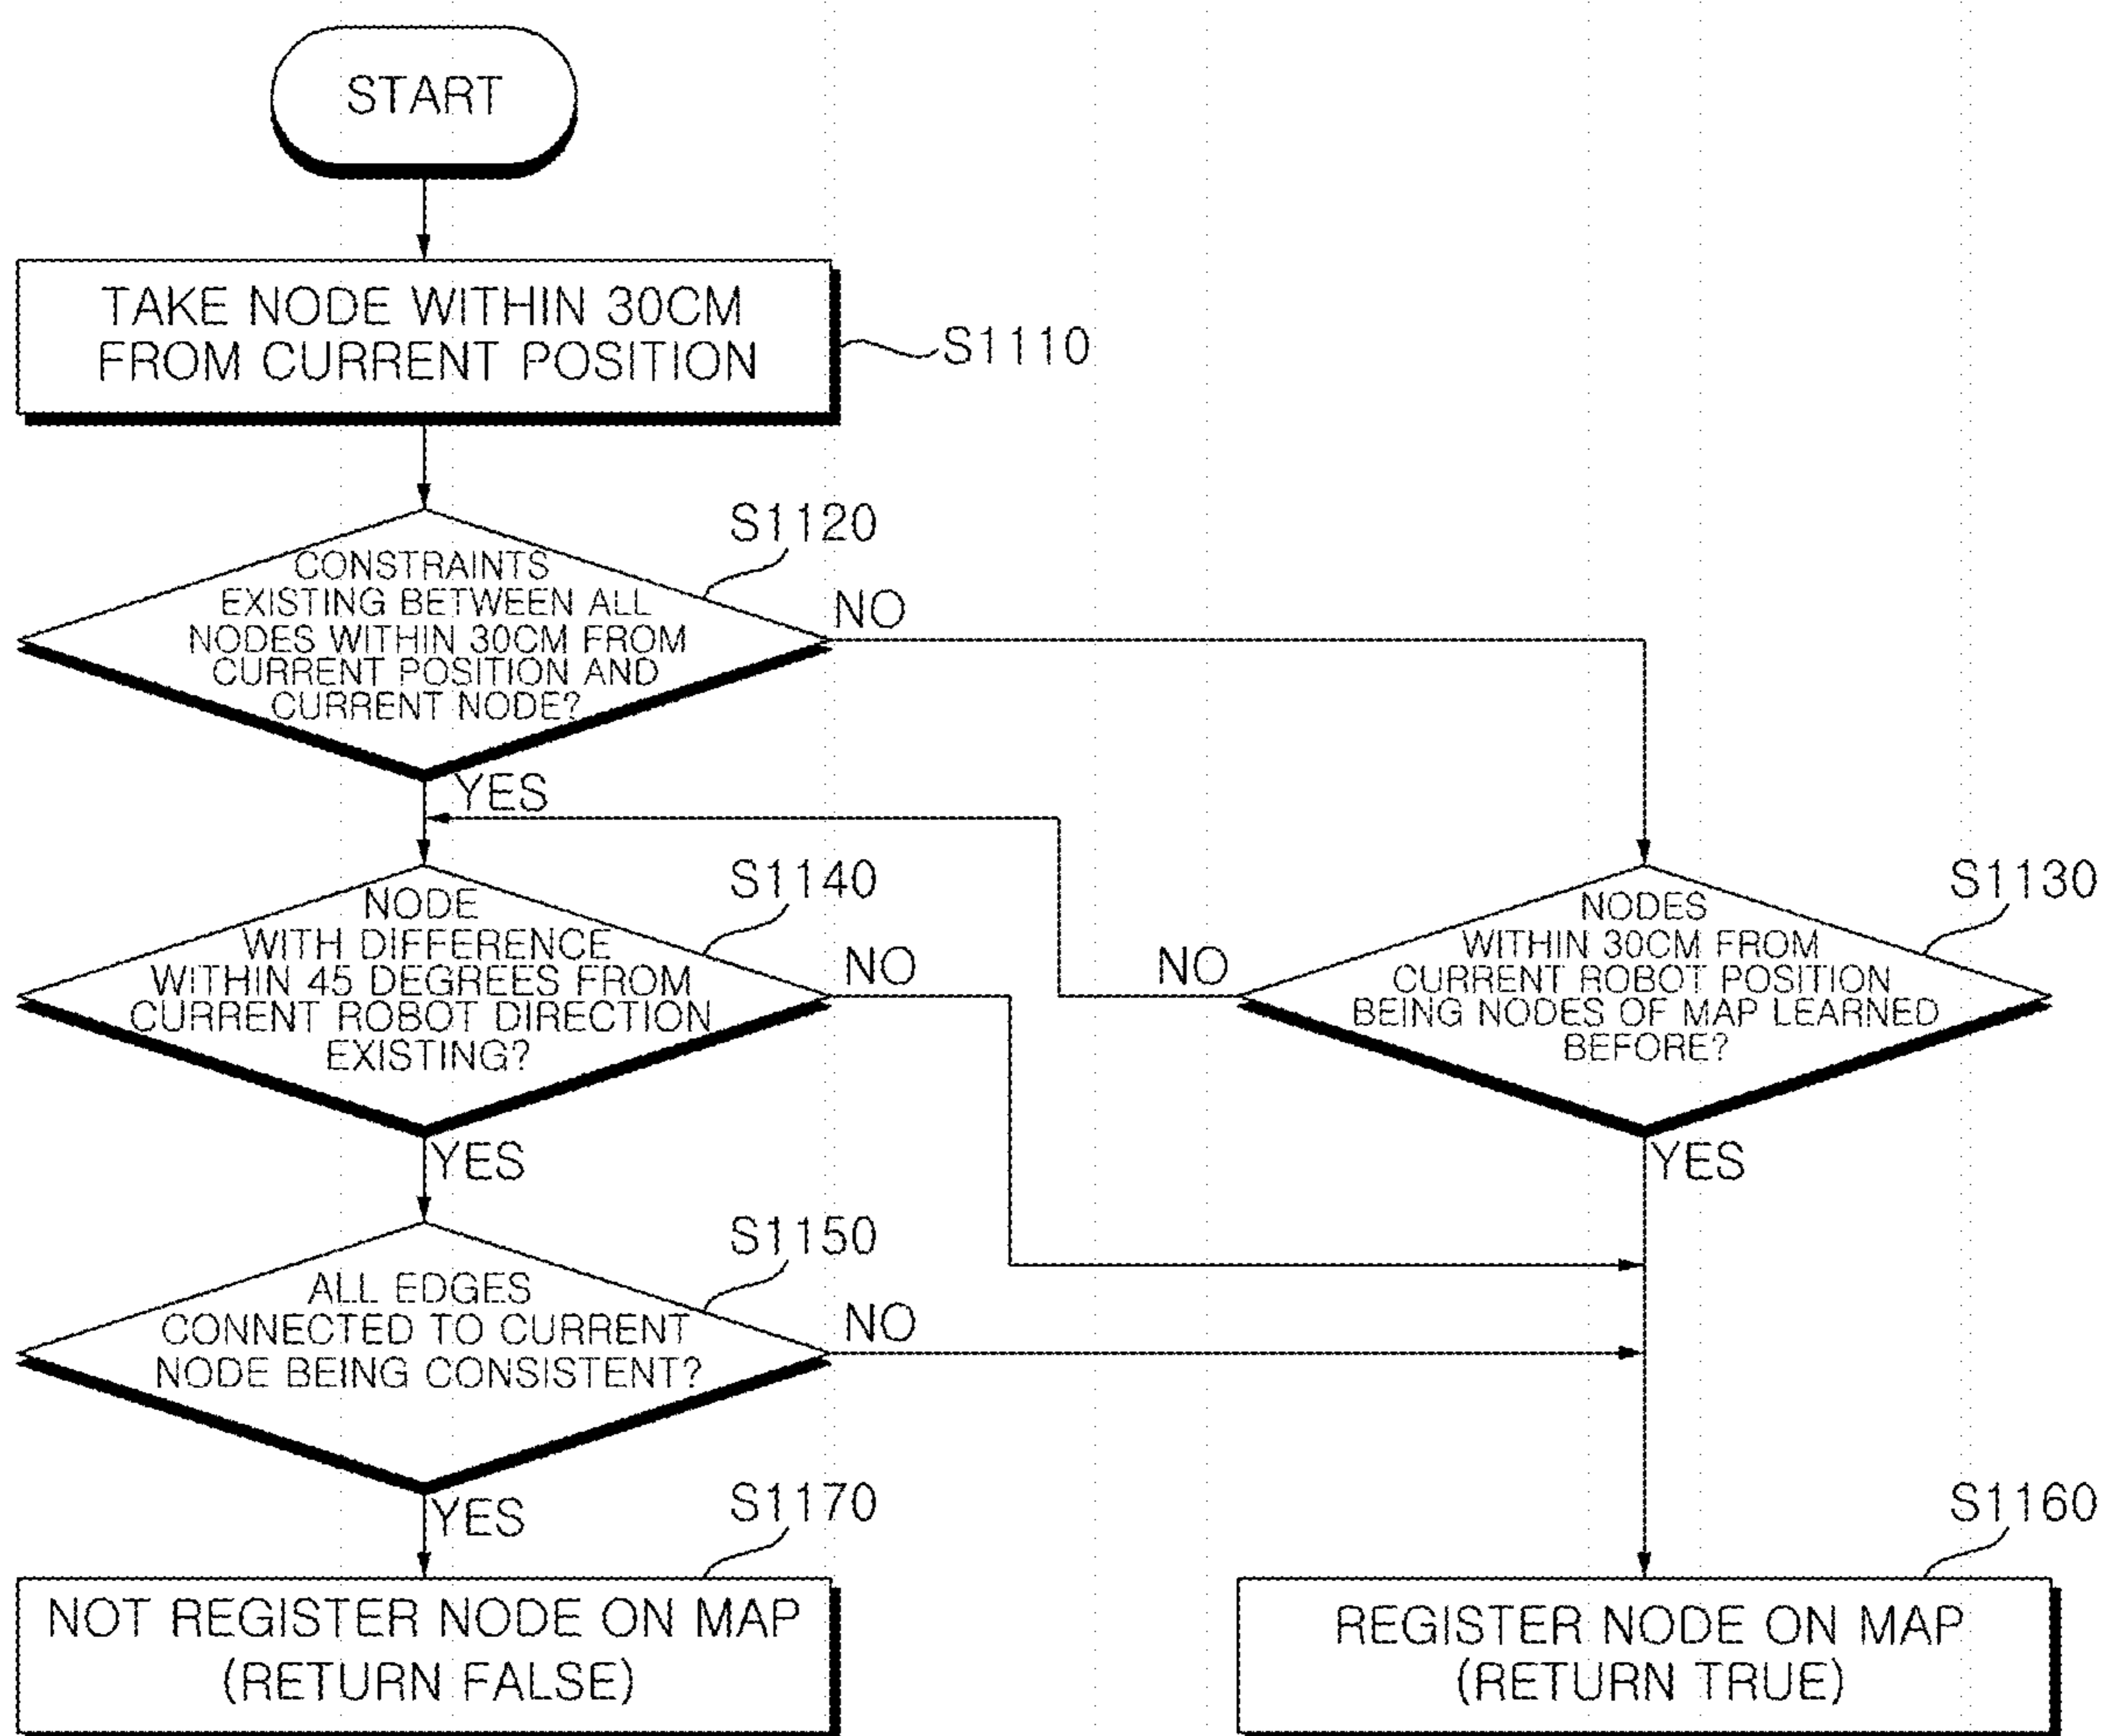 START
TAKE NODE WITHIN 30CM
FROM CURRENT POSITION
S1110
S1120
CONSTRAINTS
EXISTING BETWEEN ALL
NODES WITHIN 30CM FROM
CURRENT POSITION AND
CURRENT NODE?
NO
YES
S1140
NODE
WITH DIFFERENCE
WITHIN 45 DEGREES FROM
CURRENT ROBOT DIRECTION
EXISTING?
NO
YES
S1130
NODES
WITHIN 30CM FROM
CURRENT ROBOT POSITION
BEING NODES OF MAP LEARNED
BEFORE?
NO
YES
S1150
ALL EDGES
CONNECTED TO CURRENT
NODE BEING CONSISTENT?
NO
YES
S1170
NOT REGISTER NODE ON MAP
(RETURN FALSE)
S1160
REGISTER NODE ON MAP
(RETURN TRUE)